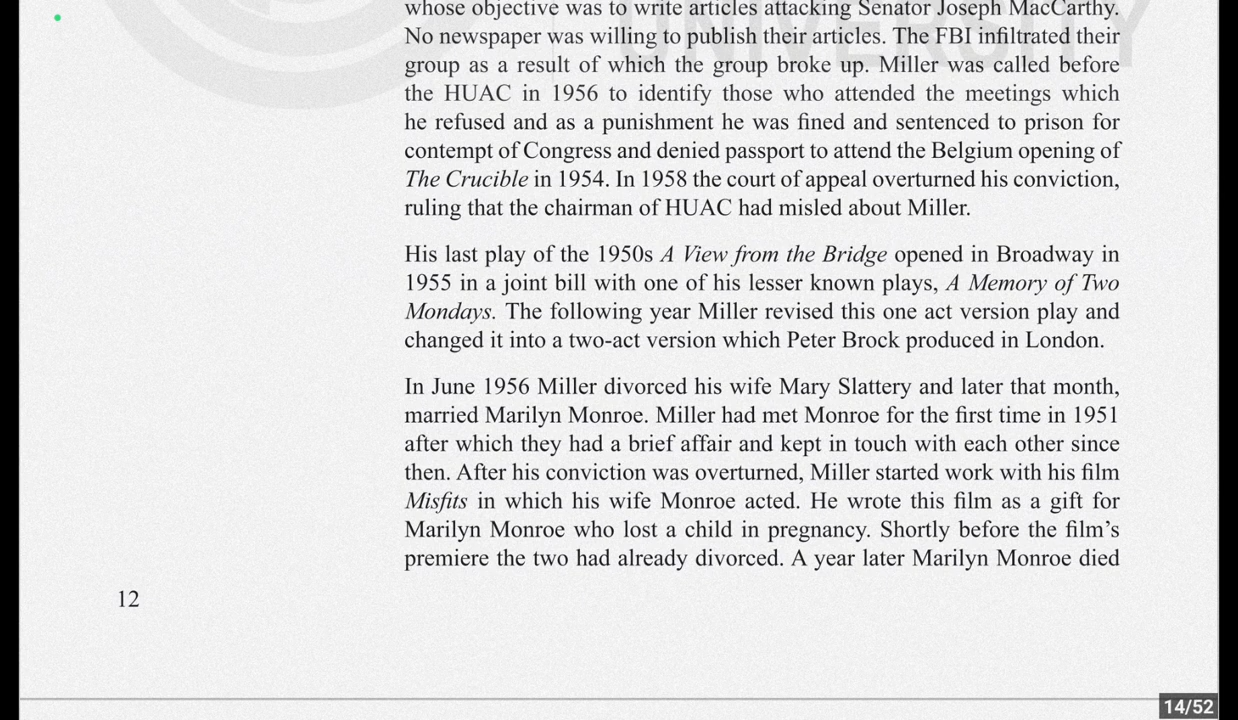 UNIVERSITY
whose objective was to write articles attacking Senator Joseph MacCarthy.
No newspaper was willing to publish their articles. The FBI infiltrated their
group as a result of which the group broke up. Miller was called before
the HUAC in 1956 to identify those who attended the meetings which
he refused and as a punishment he was fined and sentenced to prison for
contempt of Congress and denied passport to attend the Belgium opening of
The Crucible in 1954. In 1958 the court of appeal overturned his conviction,
ruling that the chairman of HUAC had misled about Miller.
His last play of the 1950s A View from the Bridge opened in Broadway in
1955 in a joint bill with one of his lesser known plays, A Memory of Two
Mondays. The following year Miller revised this one act version play and
changed it into a two-act version which Peter Brock produced in London.
In June 1956 Miller divorced his wife Mary Slattery and later that month,
married Marilyn Monroe. Miller had met Monroe for the first time in 1951
after which they had a brief affair and kept in touch with each other since
then. After his conviction was overturned, Miller started work with his film
Misfits in which his wife Monroe acted. He wrote this film as a gift for
Marilyn Monroe who lost a child in pregnancy. Shortly before the film's
premiere the two had already divorced. A year later Marilyn Monroe died
12
14/52